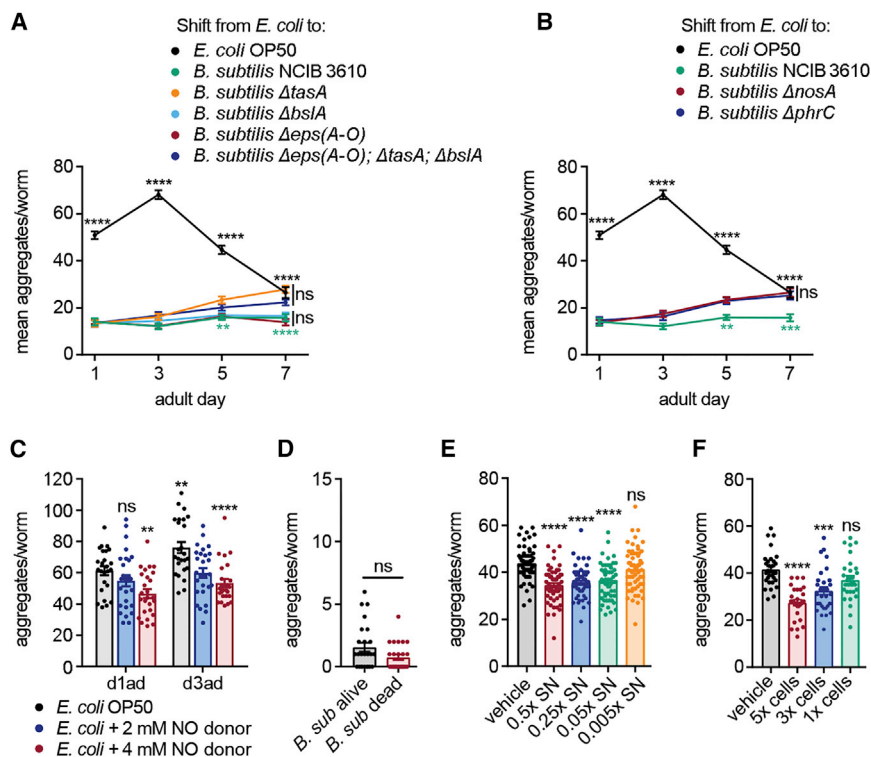 A
Shift from E. coli to:
E. coli OP50
B. subtilis NCIB 3610
B. subtilis ΔtasA
B. subtilis ΔbslA
B. subtilis Δeps(A-O)
B. subtilis Δeps(A-O); ΔtasA; ΔbslA
mean aggregates/worm
80
60
40
20
0
****
****
****
****
ns
ns
**
****
1 3 5 7
adult day
B
Shift from E. coli to:
E. coli OP50
B. subtilis NCIB 3610
B. subtilis ΔnosA
B. subtilis ΔphrC
mean aggregates/worm
80
60
40
20
0
****
****
****
****
ns
**
***
1 3 5 7
adult day
C
aggregates/worm
120
100
80
60
40
20
0
ns
**
**
****
d1ad d3ad
E. coli OP50
E. coli + 2 mM NO donor
E. coli + 4 mM NO donor
D
aggregates/worm
15
10
5
0
ns
B. sub alive
B. sub dead
E
aggregates/worm
80
60
40
20
0
****
****
****
ns
vehicle
0.5x SN
0.25x SN
0.05x SN
0.005x SN
F
aggregates/worm
80
60
40
20
0
****
***
ns
vehicle
5x cells
3x cells
1x cells